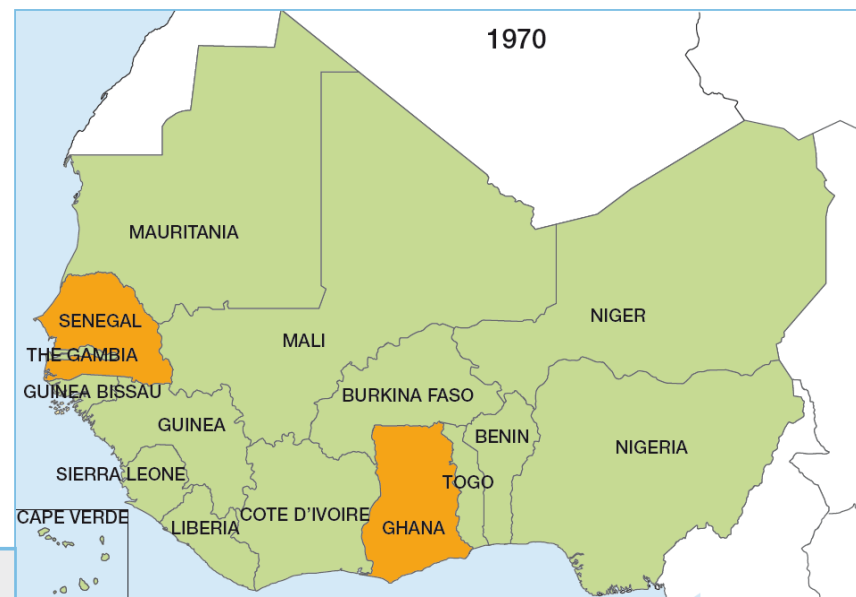 1970
MAURITANIA
SENEGAL
NIGER
MALI
THE GAMBIA
GUINEA BISSAU
BURKINA FASO
GUINEA
BENIN
NIGERIA
SIERRA LEONE
TOGO
CAPE VERDE
COTE D'IVOIRE
LIBERIA
GHANA